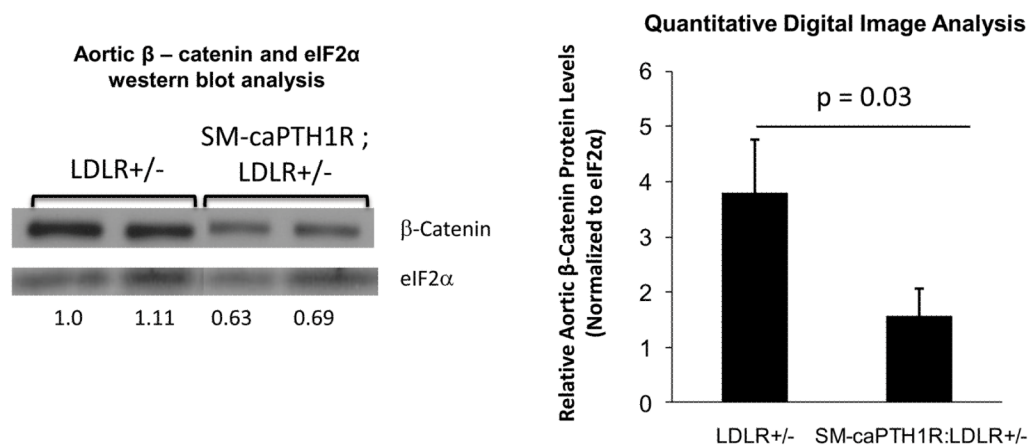 Aortic β – catenin and eIF2α
western blot analysis
LDLR+/-
SM-caPTH1R ;
LDLR+/-
β-Catenin
eIF2α
1.0 1.11 0.63 0.69
Quantitative Digital Image Analysis
Relative Aortic β-Catenin Protein Levels
(Normalized to eIF2α)
6
5
4
3
2
1
0
p = 0.03
LDLR+/- SM-caPTH1R:LDLR+/-